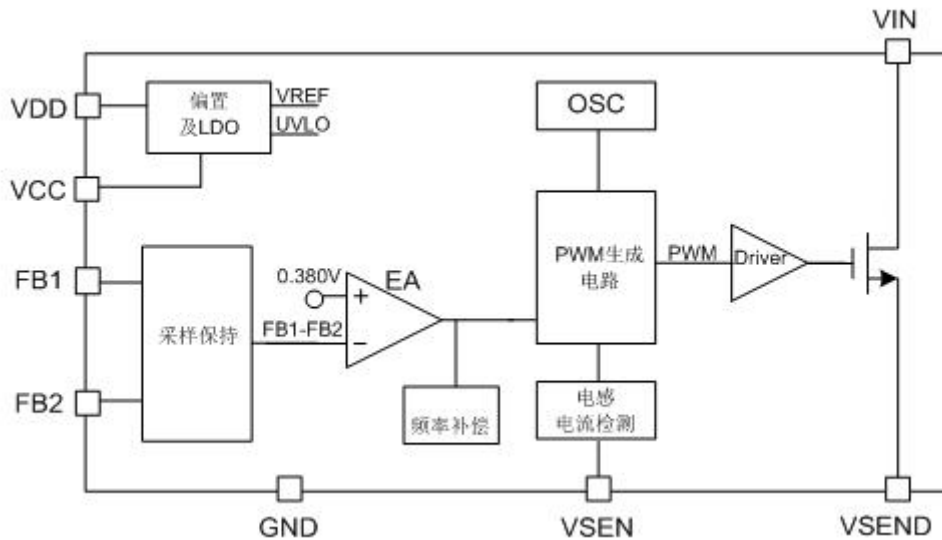 VIN
VDD
偏置
及LDO
VREF
UVLO
OSC
VCC
PWM生成
电路
PWM
Driver
FB1
0.380V
EA
+
采样保持
FB1-FB2
−
FB2
频率补偿
电感
电流检测
GND
VSEN
VSEND